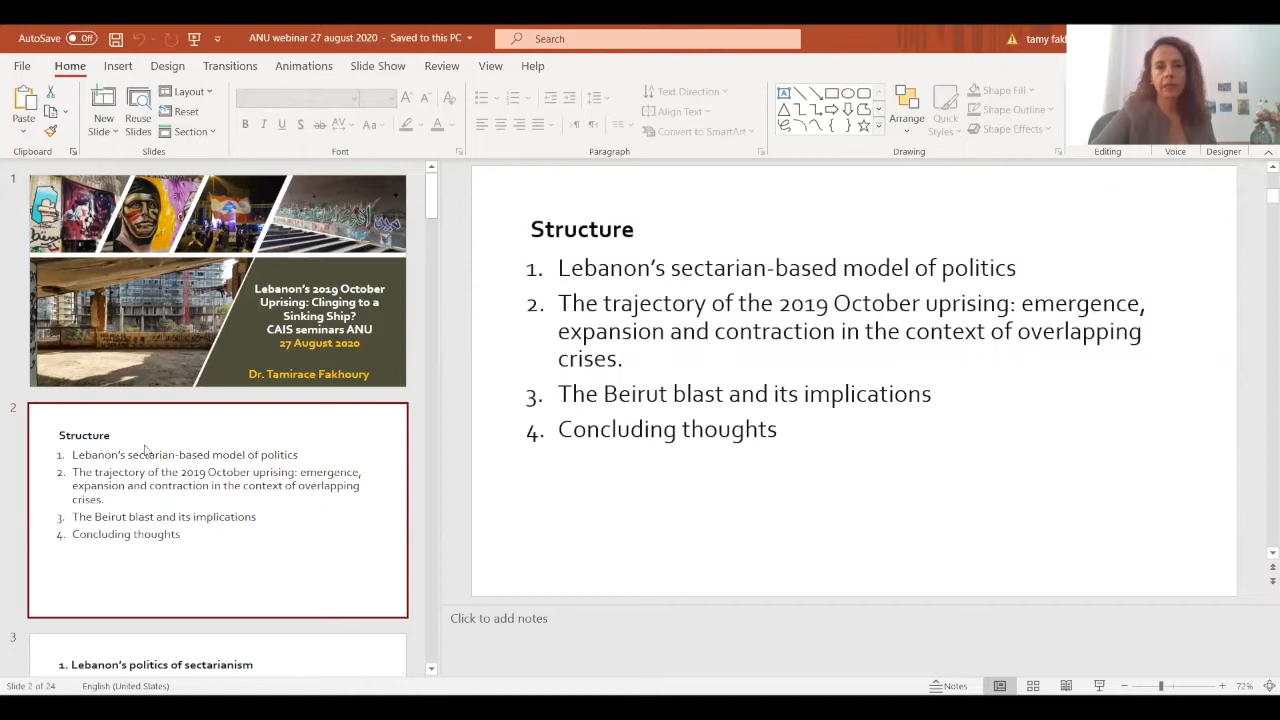 AutoSave Off
ANU webinar 27 august 2020 - Saved to this PC
Search
tamy fakh
File Home Insert Design Transitions Animations Slide Show Review View Help
Paste
New Slide
Reuse Slides
Layout
Reset
Section
B I U S ab AV Aa A
Text Direction
Align Text
Convert to SmartArt
Arrange
Quick Styles
Shape Fill
Shape Outline
Shape Effects
Clipboard Slides Font Paragraph Drawing Editing Voice Designer
1
Lebanon's 2019 October
Uprising: Clinging to a
Sinking Ship?
CAIS seminars ANU
27 August 2020
Dr. Tamirace Fakhoury
2
Structure
1. Lebanon's sectarian-based model of politics
2. The trajectory of the 2019 October uprising: emergence,
expansion and contraction in the context of overlapping
crises.
3. The Beirut blast and its implications
4. Concluding thoughts
3
1. Lebanon's politics of sectarianism
Structure
1. Lebanon's sectarian-based model of politics
2. The trajectory of the 2019 October uprising: emergence,
expansion and contraction in the context of overlapping
crises.
3. The Beirut blast and its implications
4. Concluding thoughts
Click to add notes
Slide 2 of 24 English (United States) Notes 72%